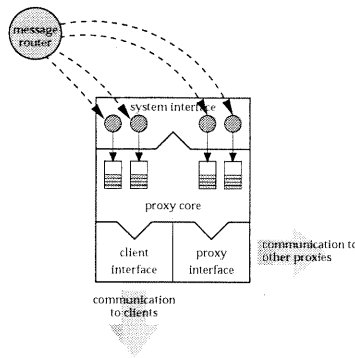 message
router
system interface
proxy core
client
interface
proxy
interface
communication to
other proxies
communication
to clients